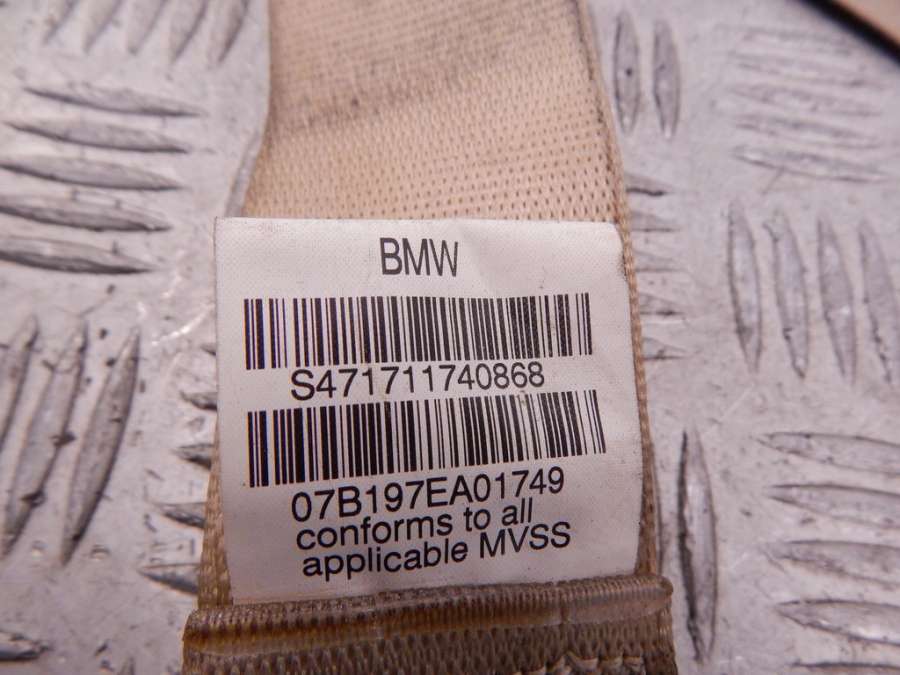 BMW
S471711740868
07B197EA01749
conforms to all
applicable MVSS